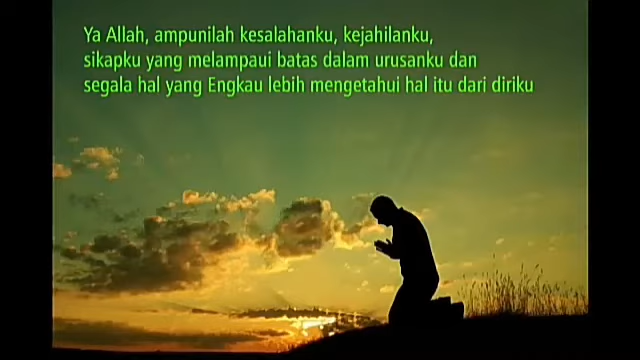 Ya Allah, ampunilah kesalahanku, kejahilanku,
sikapku yang melampaui batas dalam urusanku dan
segala hal yang Engkau lebih mengetahui hal itu dari diriku